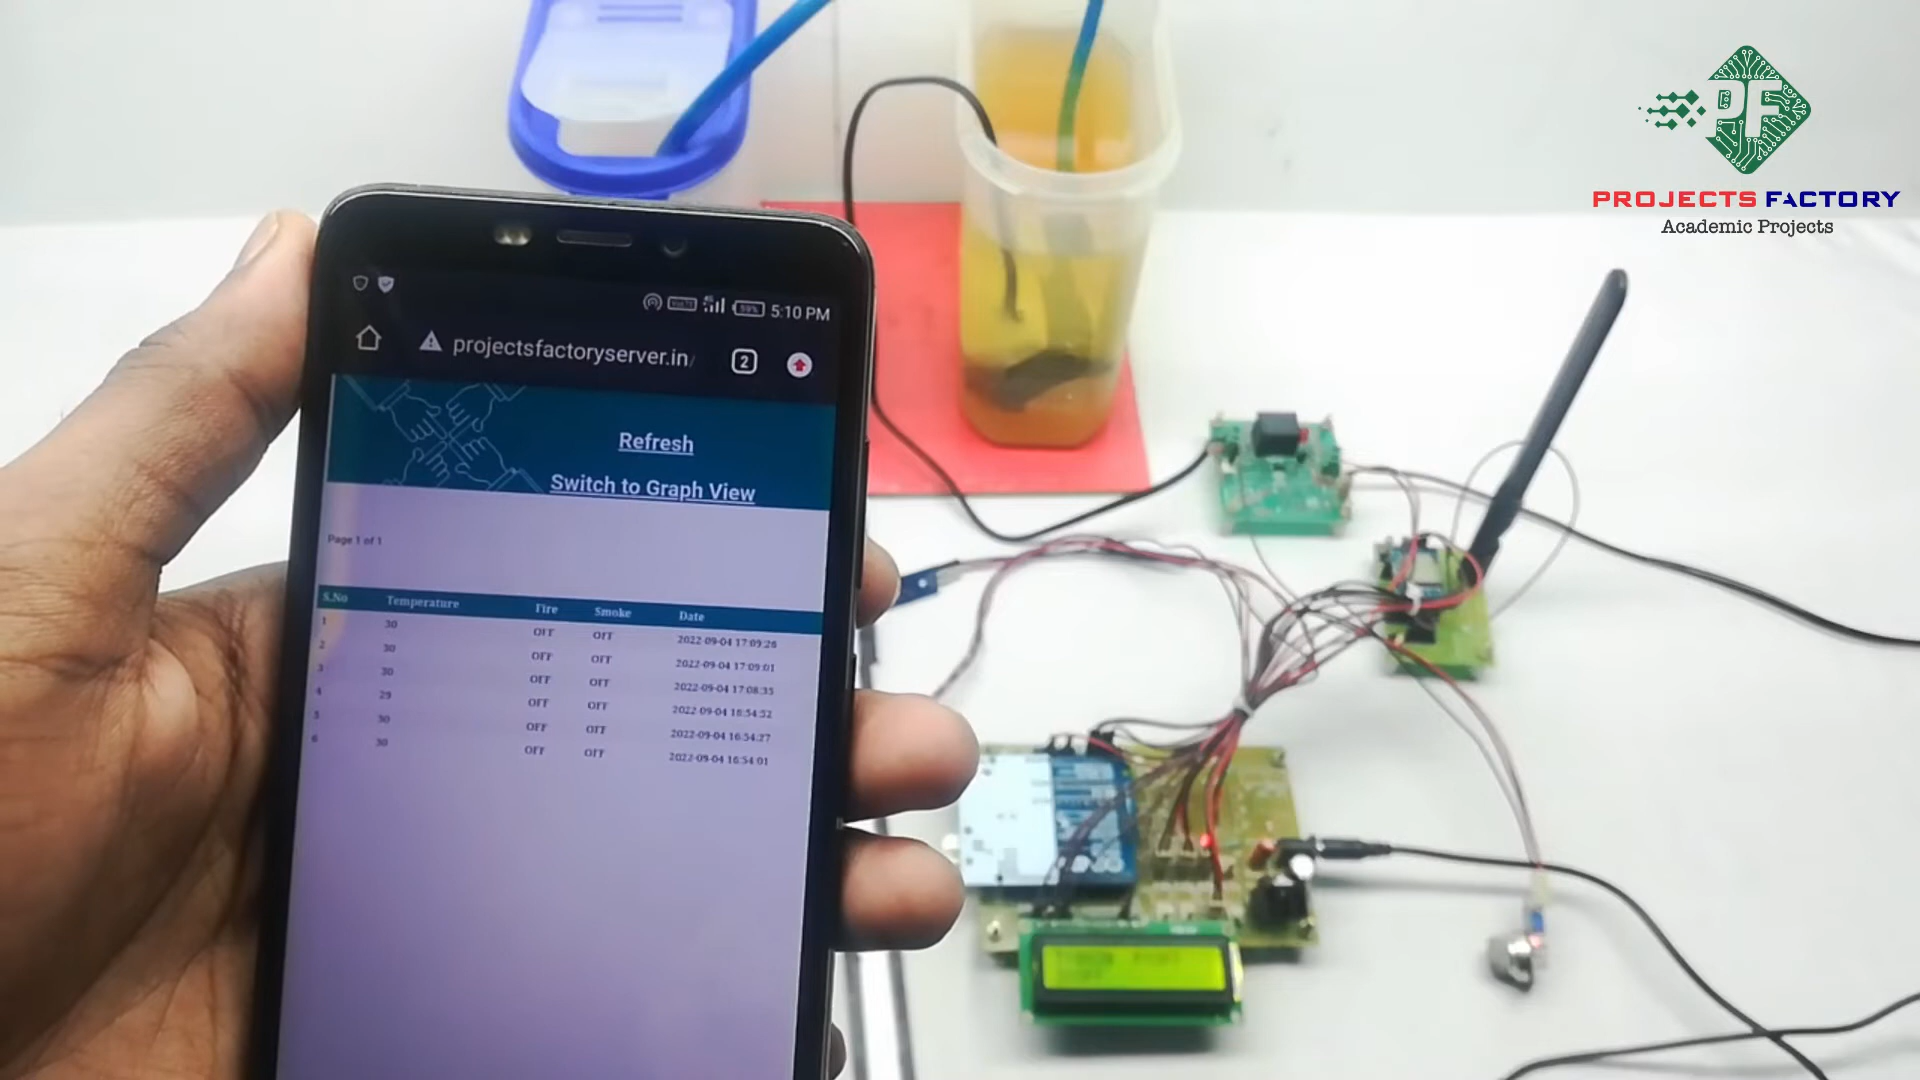 PROJECTS FACTORY
Academic Projects
5:10 PM
projectsfactoryserver.in/
2
Refresh
Switch to Graph View
Page 1 of 1
S.No Temperature Fire Smoke Date
1 30 OFF OFF 2022-09-04 17:09:26
2 30 OFF OFF 2022-09-04 17:09:01
3 30 OFF OFF 2022-09-04 17:08:35
4 29 OFF OFF 2022-09-04 16:54:52
5 30 OFF OFF 2022-09-04 16:54:27
6 30 OFF OFF 2022-09-04 16:54:01